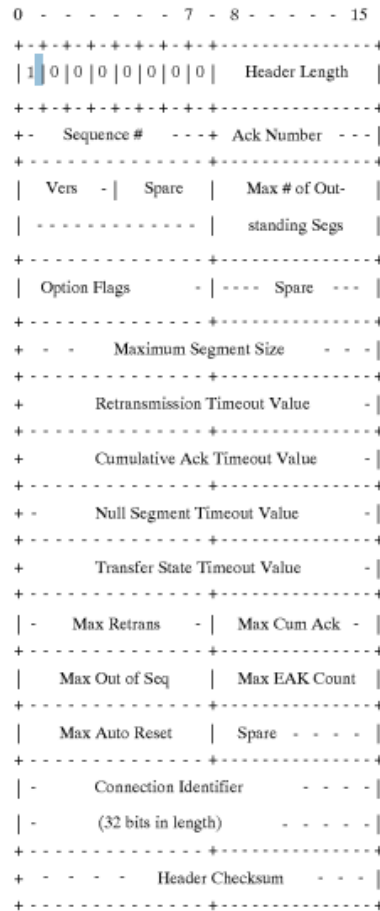 0 - - - - - - 7 - 8 - - - - 15
+ - + - + - + - + - + - + - + - + - - - - - - - - - - - - - +
| 1 | 0 | 0 | 0 | 0 | 0 | 0 | 0 | Header Length
+ - + - + - + - + - + - + - + - + - - - - - - - - - - - - - +
+ - Sequence # - - - + Ack Number - - - |
+ - - - - - - - - - - - - - - - + - - - - - - - - - - - - - +
| Vers - | Spare | Max # of Out-
| - - - - - - - - - - - - - | standing Segs
+ - - - - - - - - - - - - - - - + - - - - - - - - - - - - - +
| Option Flags - | - - - - Spare - - - |
+ - - - - - - - - - - - - - - - + - - - - - - - - - - - - - +
+ - - Maximum Segment Size - - - |
+ - - - - - - - - - - - - - - - + - - - - - - - - - - - - - +
+ Retransmission Timeout Value - |
+ - - - - - - - - - - - - - - - + - - - - - - - - - - - - - +
+ Cumulative Ack Timeout Value - |
+ - - - - - - - - - - - - - - - + - - - - - - - - - - - - - +
+ - Null Segment Timeout Value - |
+ - - - - - - - - - - - - - - - + - - - - - - - - - - - - - +
+ Transfer State Timeout Value - |
+ - - - - - - - - - - - - - - - + - - - - - - - - - - - - - +
| - Max Retrans - | Max Cum Ack - |
+ - - - - - - - - - - - - - - - + - - - - - - - - - - - - - +
| Max Out of Seq | Max EAK Count |
+ - - - - - - - - - - - - - - - + - - - - - - - - - - - - - +
| Max Auto Reset | Spare - - - - |
+ - - - - - - - - - - - - - - - + - - - - - - - - - - - - - +
| - Connection Identifier - - - - |
| - (32 bits in length) - - - - - |
+ - - - - - - - - - - - - - - - + - - - - - - - - - - - - - +
+ - - - - Header Checksum - - - |
+ - - - - - - - - - - - - - - - + - - - - - - - - - - - - - +